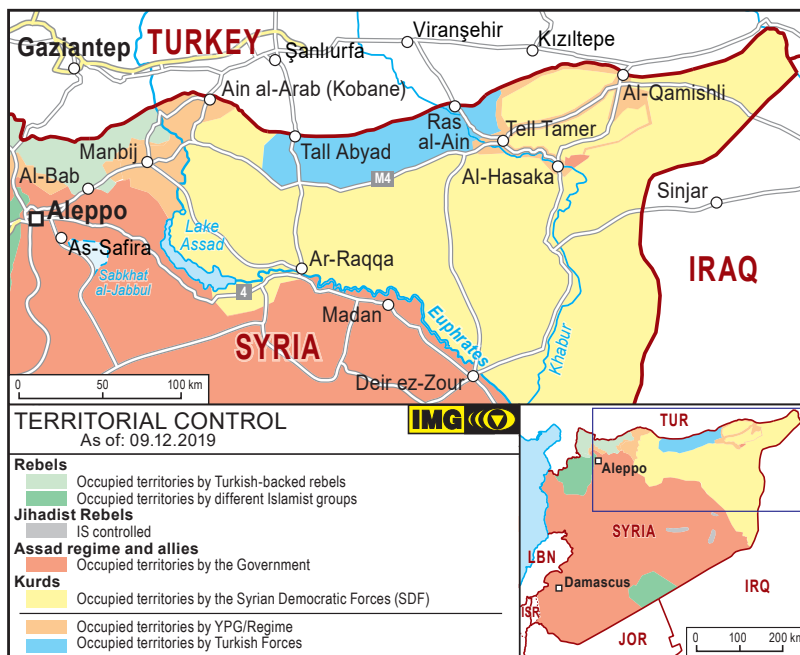 Gaziantep
TURKEY
Şanlıurfa
Viranşehir
Kızıltepe
Ain al-Arab (Kobane)
Al-Qamishli
Manbij
Tall Abyad
Ras
al-Ain
Tell Tamer
Al-Bab
M4
Al-Hasaka
Aleppo
Sinjar
As-Safira
Lake
Assad
Sabkhat
al-Jabbul
Ar-Raqqa
IRAQ
4
Madan
Euphrates
Khabur
SYRIA
Deir ez-Zour
0 50 100 km
TERRITORIAL CONTROL
As of: 09.12.2019
IMG
Rebels
Occupied territories by Turkish-backed rebels
Occupied territories by different Islamist groups
Jihadist Rebels
IS controlled
Assad regime and allies
Occupied territories by the Government
Kurds
Occupied territories by the Syrian Democratic Forces (SDF)
Occupied territories by YPG/Regime
Occupied territories by Turkish Forces
TUR
Aleppo
SYRIA
LBN
Damascus
IRQ
ISR
JOR
0 100 200 km